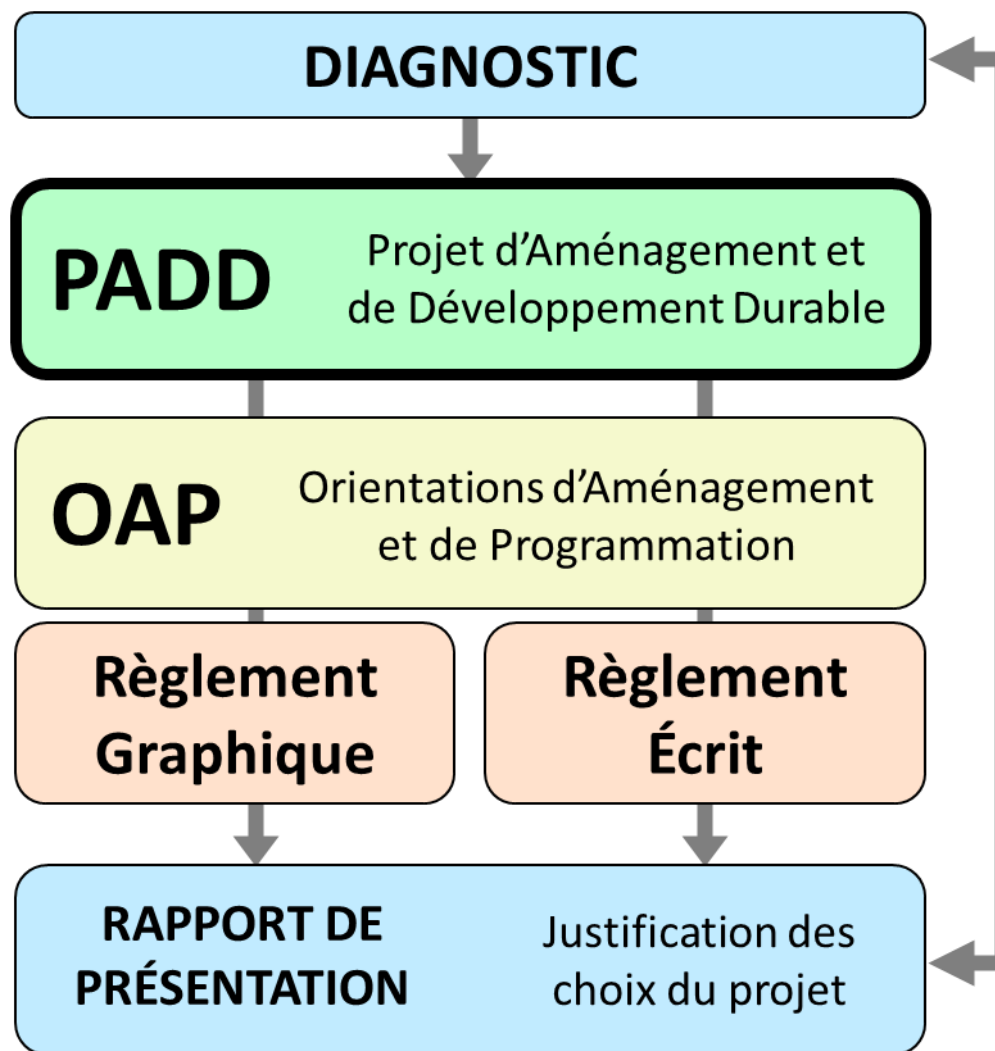 DIAGNOSTIC
PADD
Projet d’Aménagement et
de Développement Durable
OAP
Orientations d’Aménagement
et de Programmation
Règlement
Graphique
Règlement
Écrit
RAPPORT DE
PRÉSENTATION
Justification des
choix du projet